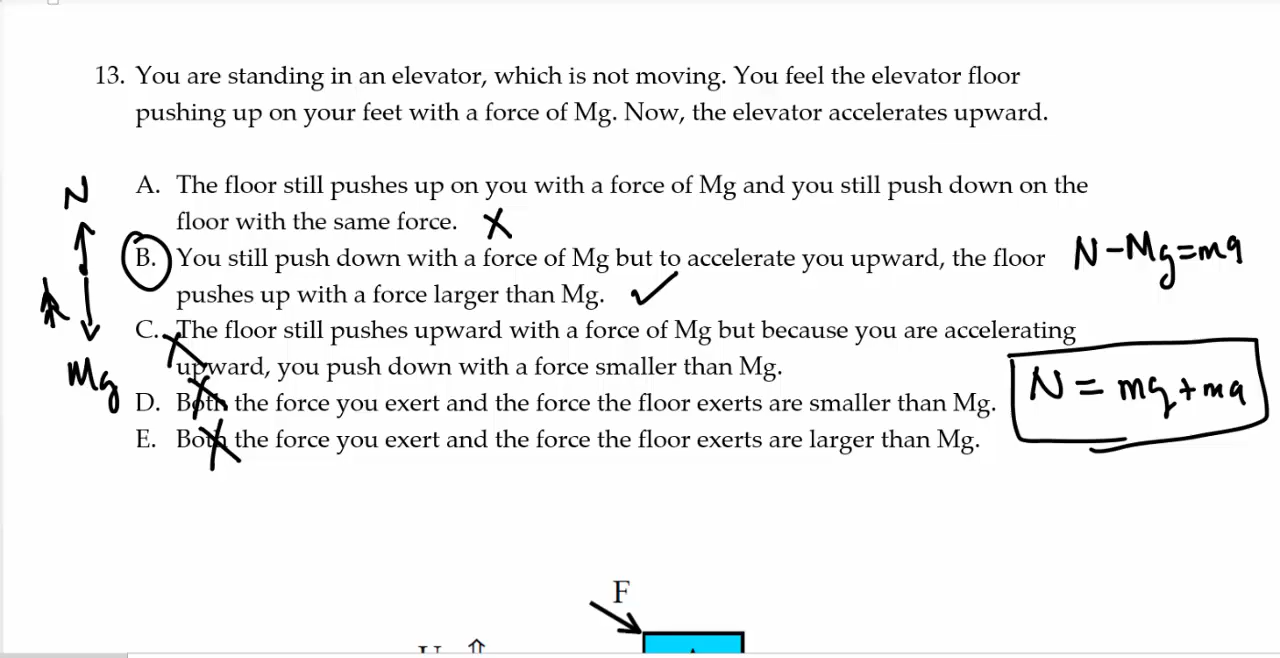 13. You are standing in an elevator, which is not moving. You feel the elevator floor
pushing up on your feet with a force of Mg. Now, the elevator accelerates upward.
N
A. The floor still pushes up on you with a force of Mg and you still push down on the
floor with the same force.
B. You still push down with a force of Mg but to accelerate you upward, the floor
pushes up with a force larger than Mg.
N-Mg=ma
C. The floor still pushes upward with a force of Mg but because you are accelerating
upward, you push down with a force smaller than Mg.
Mg
D. Both the force you exert and the force the floor exerts are smaller than Mg.
N = mg+ma
E. Both the force you exert and the force the floor exerts are larger than Mg.
F